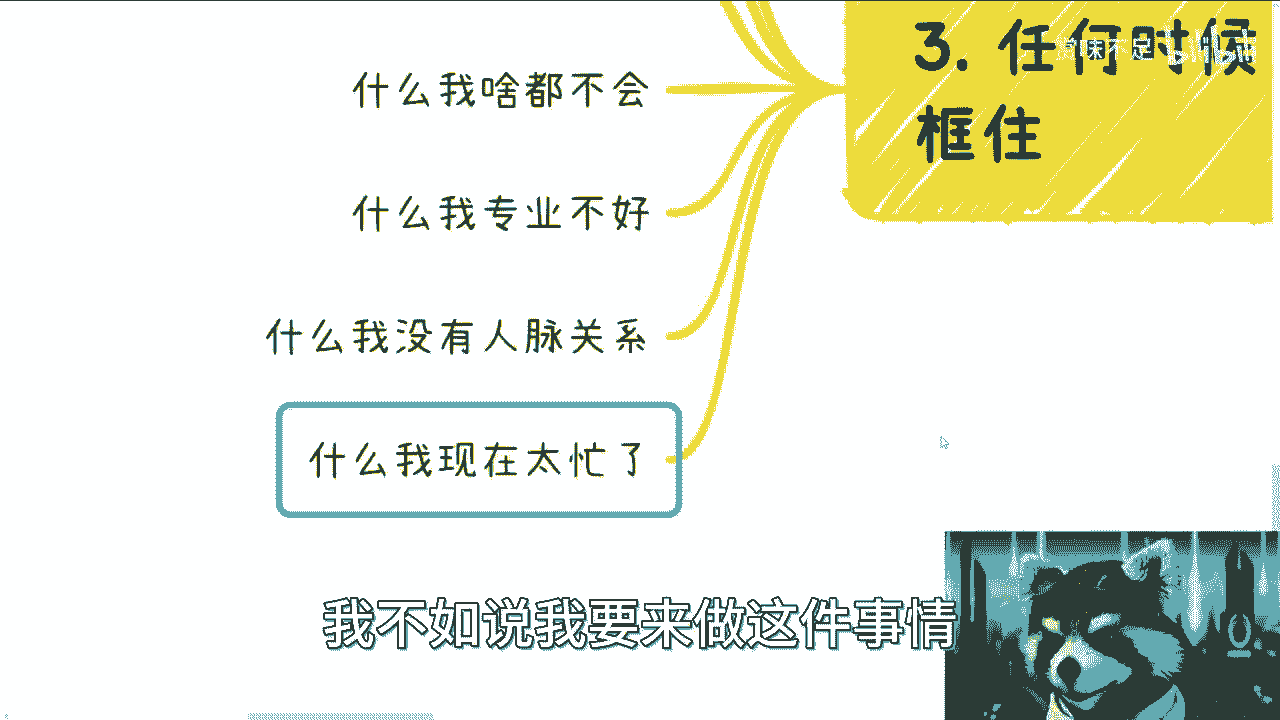 3. 任何时候
框住
什么我啥都不会
什么我专业不好
什么我没有人脉关系
什么我现在太忙了
我不如说我要来做这件事情